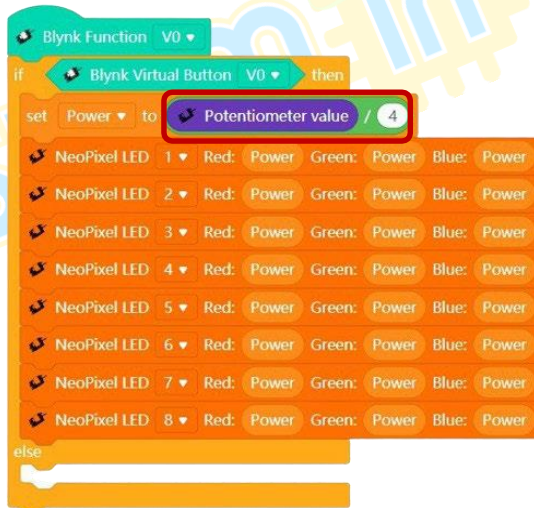 Blynk Function V0
if Blynk Virtual Button V0 then
set Power to Potentiometer value / 4
NeoPixel LED 1 Red: Power Green: Power Blue: Power
NeoPixel LED 2 Red: Power Green: Power Blue: Power
NeoPixel LED 3 Red: Power Green: Power Blue: Power
NeoPixel LED 4 Red: Power Green: Power Blue: Power
NeoPixel LED 5 Red: Power Green: Power Blue: Power
NeoPixel LED 6 Red: Power Green: Power Blue: Power
NeoPixel LED 7 Red: Power Green: Power Blue: Power
NeoPixel LED 8 Red: Power Green: Power Blue: Power
else